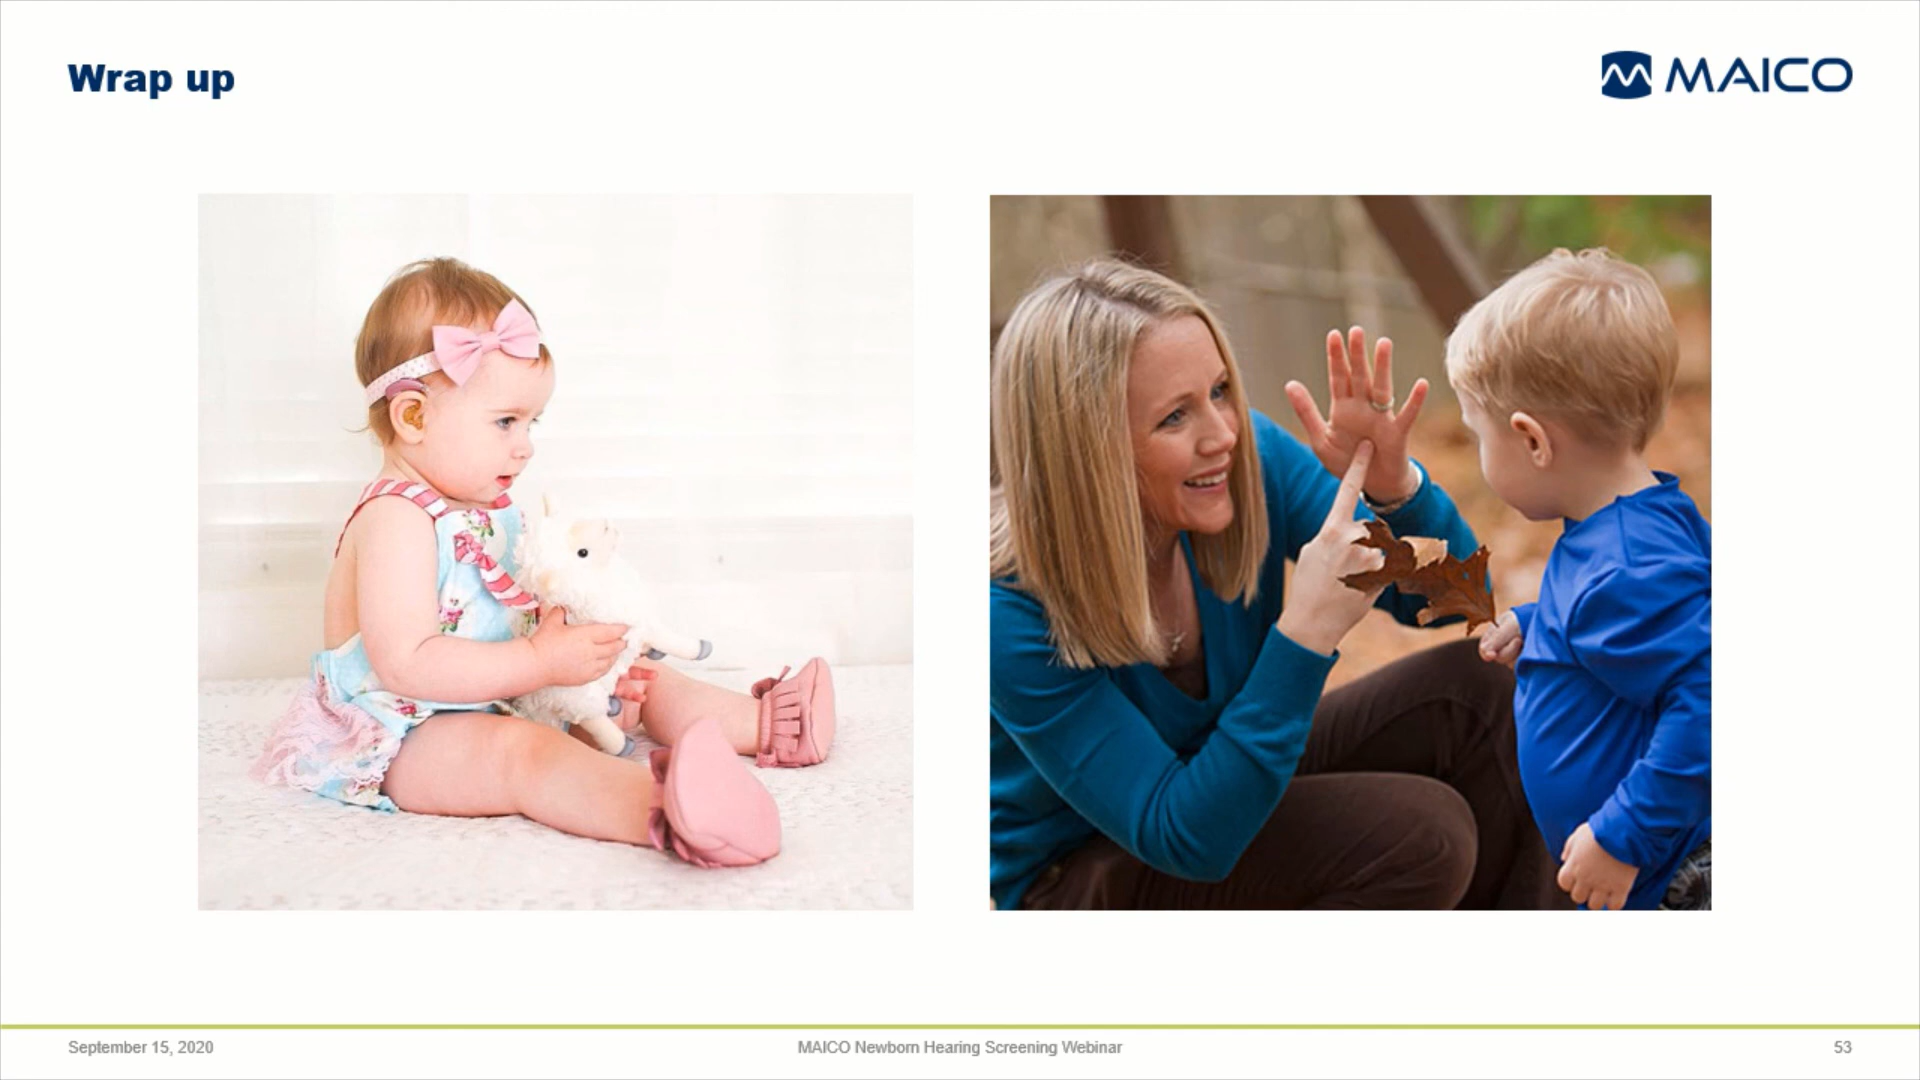 Wrap up
MAICO
September 15, 2020
MAICO Newborn Hearing Screening Webinar
53